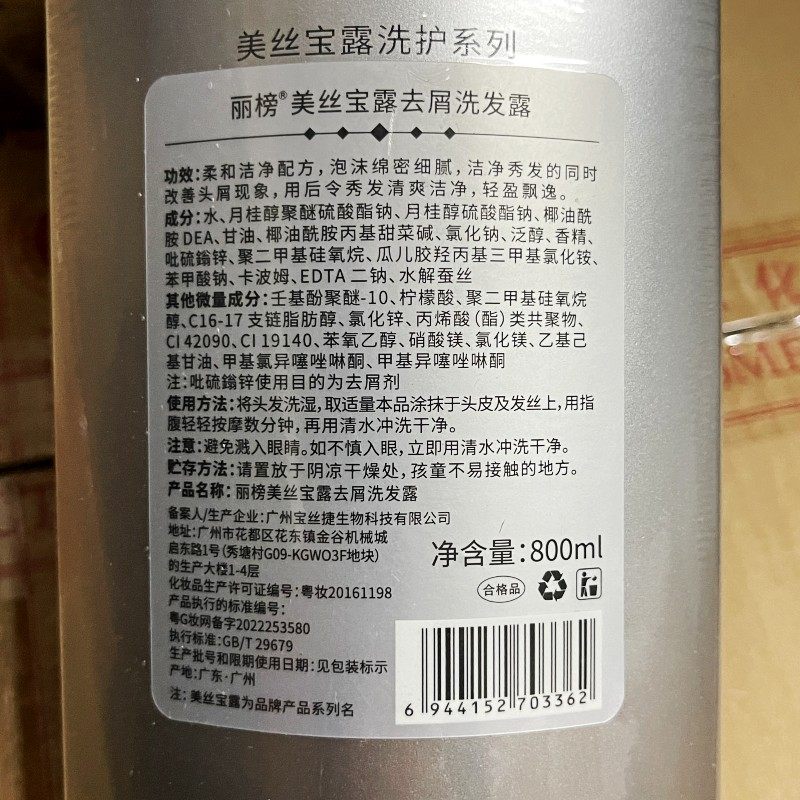 美丝宝露洗护系列
丽榜®美丝宝露去屑洗发露
功效:柔和洁净配方，泡沫绵密细腻，洁净秀发的同时
改善头屑现象，用后令秀发清爽洁净，轻盈飘逸。
成分:水、月桂醇聚醚硫酸酯钠、月桂醇硫酸酯钠、椰油酰
胺DEA、甘油、椰油酰胺丙基甜菜碱、氯化钠、泛醇、香精、
吡硫鎓锌、聚二甲基硅氧烷、瓜儿胶羟丙基三甲基氯化铵、
苯甲酸钠、卡波姆、EDTA 二钠、水解蚕丝
其他微量成分:壬基酚聚醚-10、柠檬酸、聚二甲基硅氧烷
醇、C16-17 支链脂肪醇、氯化锌、丙烯酸（酯）类共聚物、
CI 42090、CI 19140、苯氧乙醇、硝酸镁、氯化镁、乙基己
基甘油、甲基氯异噻唑啉酮、甲基异噻唑啉酮
注:吡硫鎓锌使用目的为去屑剂
使用方法:将头发洗湿，取适量本品涂抹于头皮及发丝上，用指
腹轻轻按摩数分钟，再用清水冲洗干净。
注意:避免溅入眼睛。如不慎入眼，立即用清水冲洗干净。
贮存方法:请置放于阴凉干燥处，孩童不易接触的地方。
产品名称:丽榜美丝宝露去屑洗发露
备案人/生产企业:广州宝丝捷生物科技有限公司
地址:广州市花都区花东镇金谷机械城
启东路1号(秀塘村G09-KGWO3F地块)
的生产大楼1-4层
化妆品生产许可证编号:粤妆20161198
产品执行的标准编号:
粤G妆网备字2022253580
执行标准:GB/T 29679
生产批号和限期使用日期:见包装标示
产地:广东·广州
注:美丝宝露为品牌产品系列名
净含量:800ml
合格品
6 944152 703362